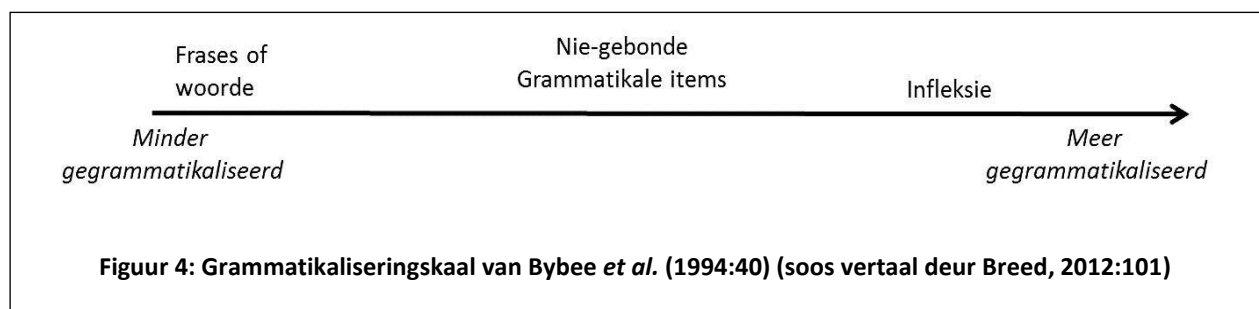 Frases of
woorde
Nie-gebonde
Grammatikale items
Infleksie
Minder
gegrammatikaliseerd
Meer
gegrammatikaliseerd
Figuur 4: Grammatikaliseringskaal van Bybee et al. (1994:40) (soos vertaal deur Breed, 2012:101)